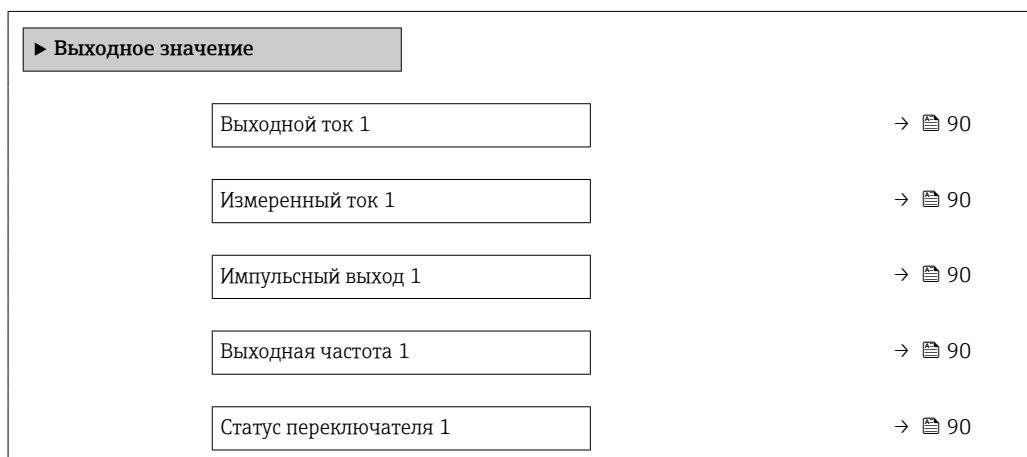 ▶ Выходное значение
Выходной ток 1 → 90
Измеренный ток 1 → 90
Импульсный выход 1 → 90
Выходная частота 1 → 90
Статус переключателя 1 → 90